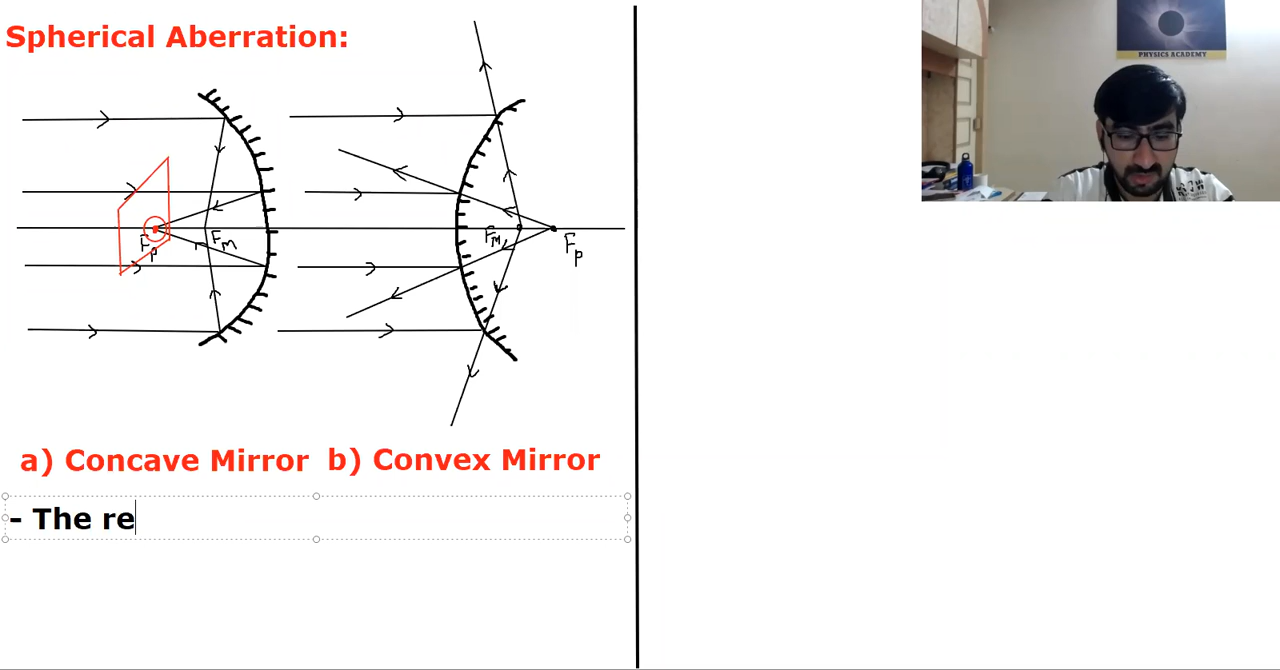 Spherical Aberration:
PHYSICS ACADEMY
Fp
FM
FM
Fp
a) Concave Mirror b) Convex Mirror
- The re